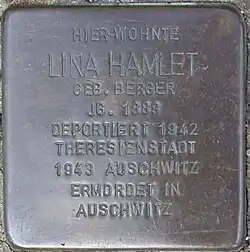 HIER WOHNTE
LINA HAMLET
GEB. BERGER
JG. 1889
DEPORTIERT 1942
THERESIENSTADT
1943 AUSCHWITZ
ERMORDET IN
AUSCHWITZ